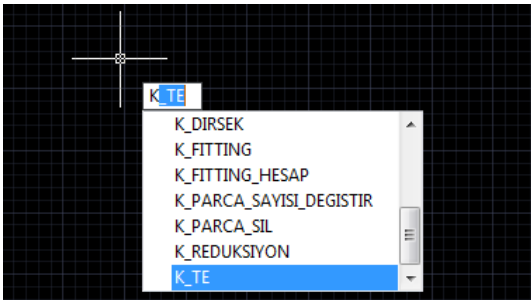 K_TE
K_DIRSEK
K_FITTING
K_FITTING_HESAP
K_PARCA_SAYISI_DEGISTIR
K_PARCA_SIL
K_REDUKSIYON
K_TE